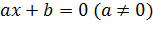 ax + b = 0 (a ≠ 0)